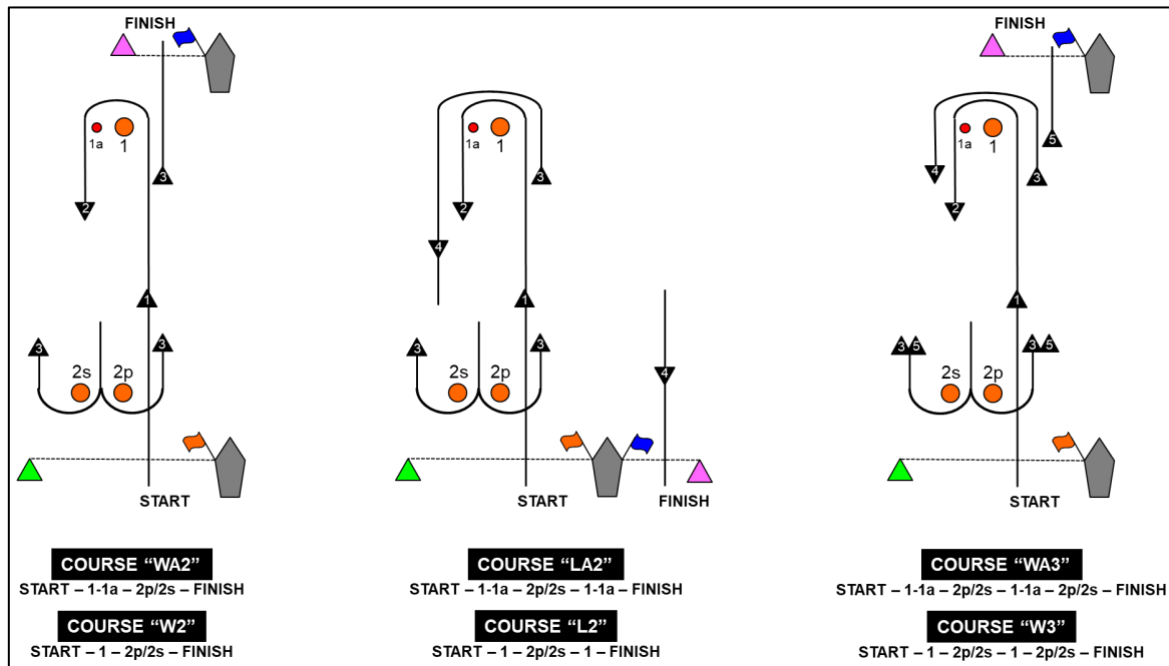 FINISH
1a
1
2
3
1
3
3
2s
2p
START
COURSE “WA2”
START – 1-1a – 2p/2s – FINISH
COURSE “W2”
START – 1 – 2p/2s – FINISH
1a
1
3
2
4
1
3
3
4
2s
2p
START
FINISH
COURSE “LA2”
START – 1-1a – 2p/2s – 1-1a – FINISH
COURSE “L2”
START – 1 – 2p/2s – 1 – FINISH
FINISH
1a
1
5
4
3
2
1
3 5
3 5
2s
2p
START
COURSE “WA3”
START – 1-1a – 2p/2s – 1-1a – 2p/2s – FINISH
COURSE “W3”
START – 1 – 2p/2s – 1 – 2p/2s – FINISH